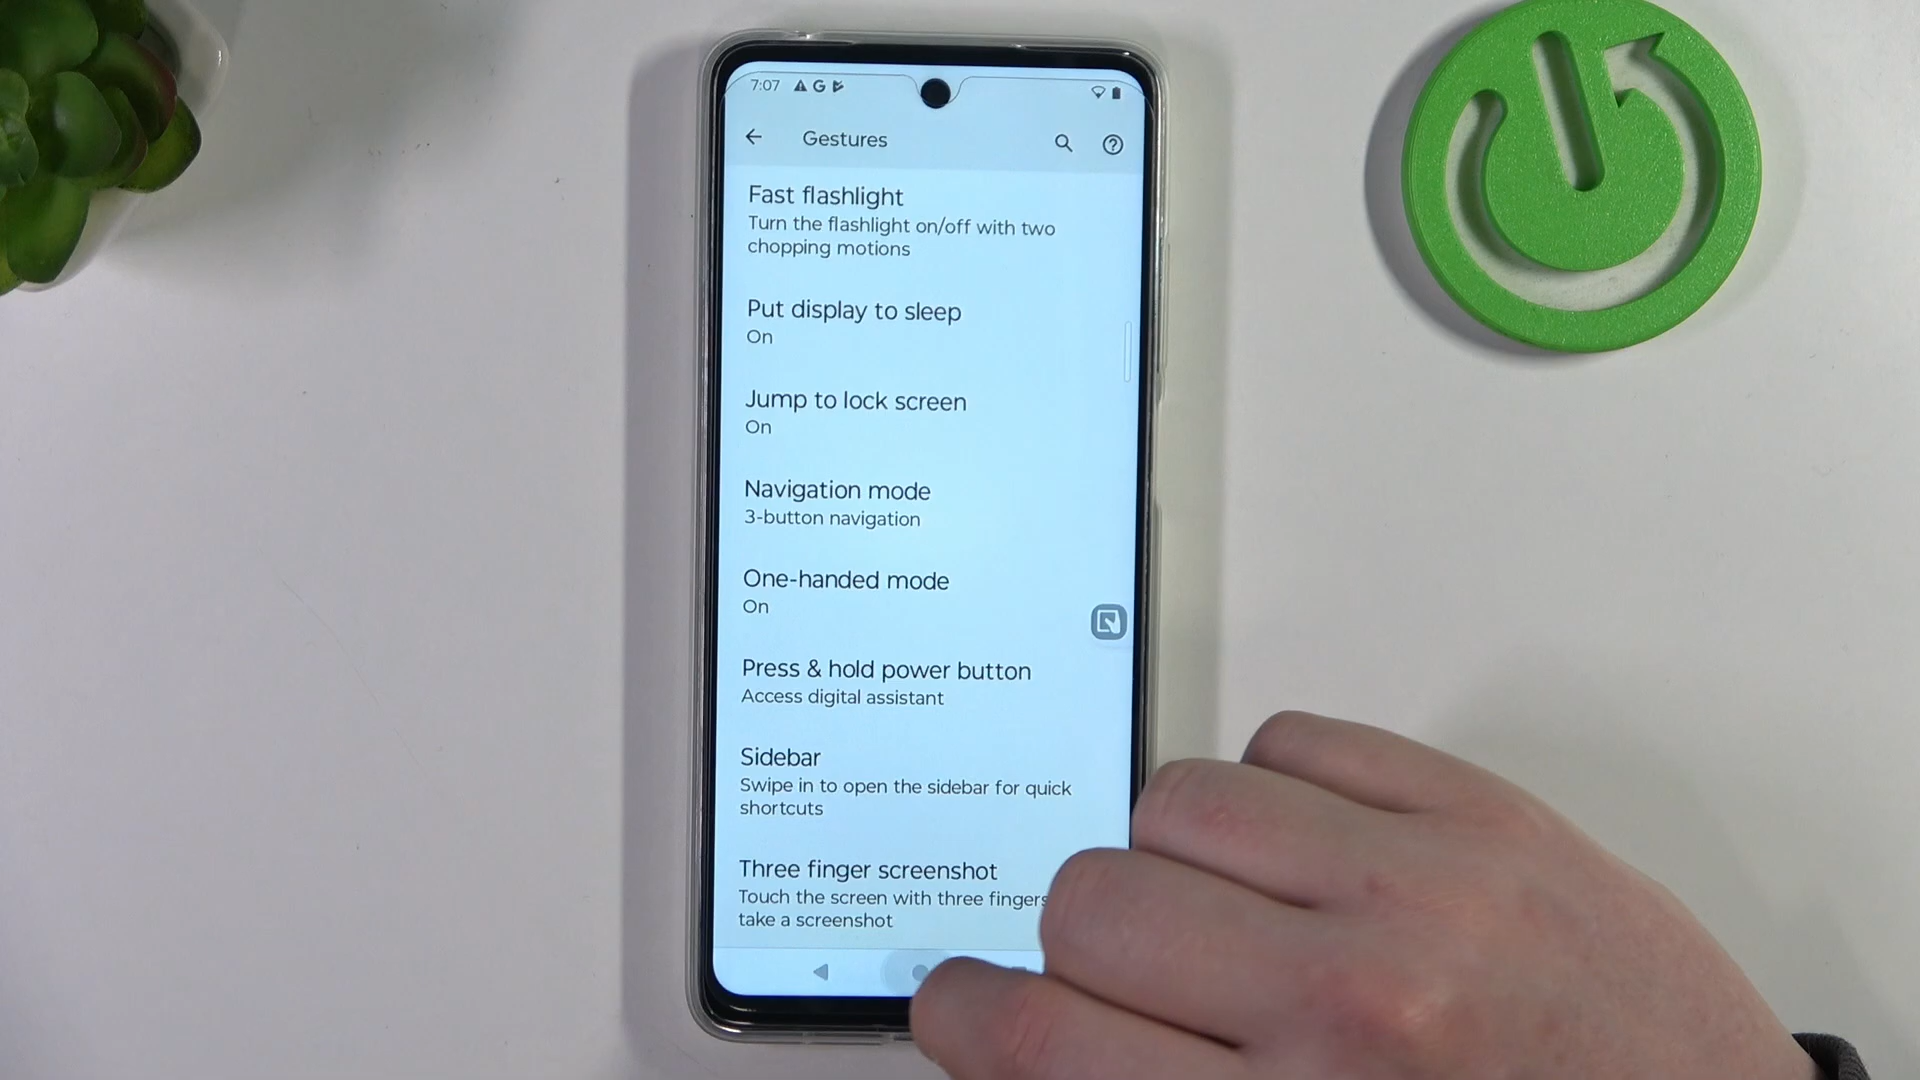 7:07
Gestures
Fast flashlight
Turn the flashlight on/off with two
chopping motions
Put display to sleep
On
Jump to lock screen
On
Navigation mode
3-button navigation
One-handed mode
On
Press & hold power button
Access digital assistant
Sidebar
Swipe in to open the sidebar for quick
shortcuts
Three finger screenshot
Touch the screen with three fingers
take a screenshot